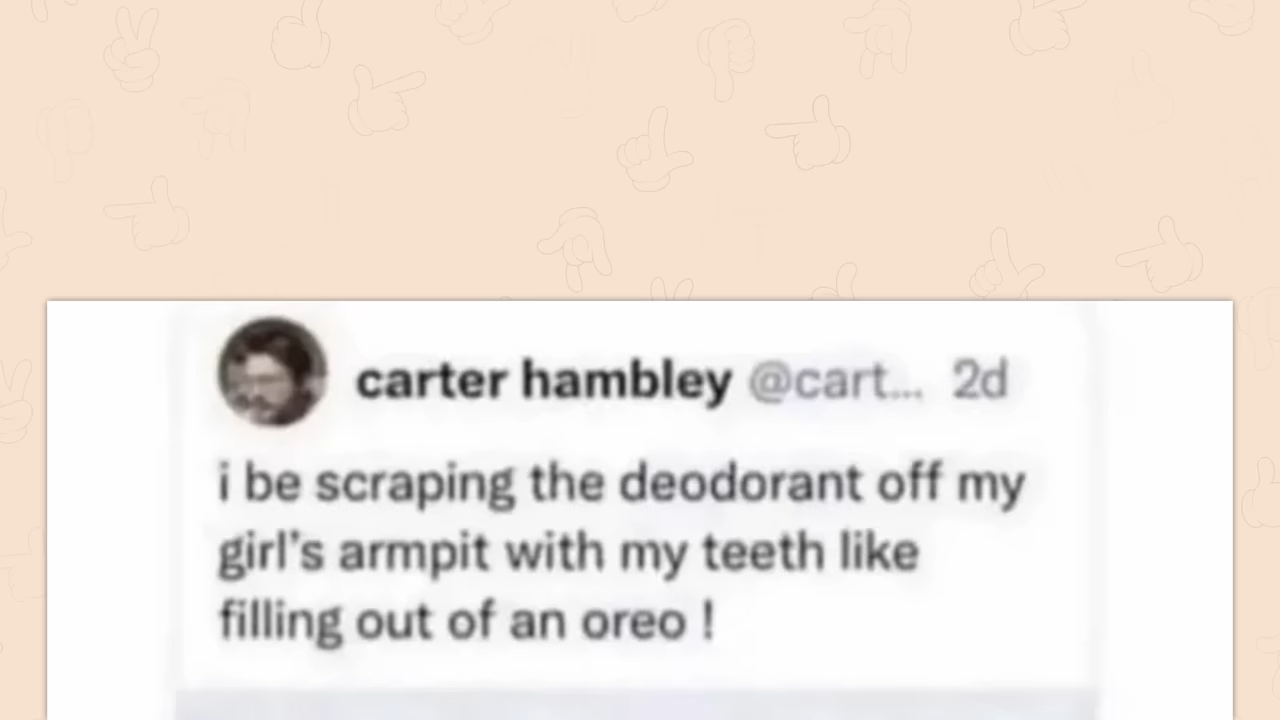 carter hambley @cart... 2d
i be scraping the deodorant off my
girl's armpit with my teeth like
filling out of an oreo !